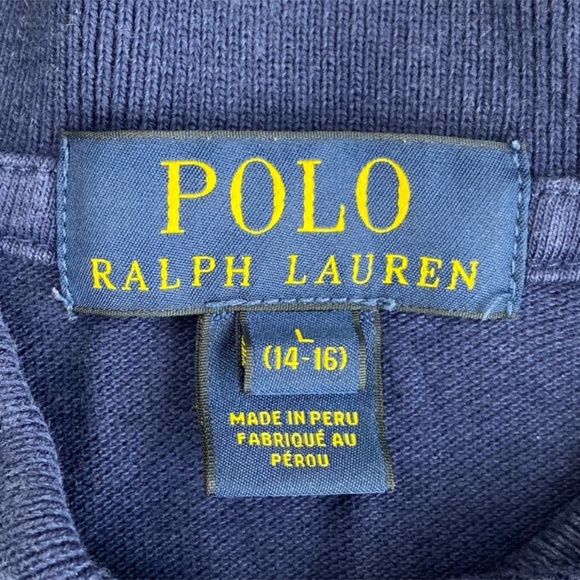 POLO
RALPH LAUREN
L
(14-16)
MADE IN PERU
FABRIQUÉ AU
PÉROU